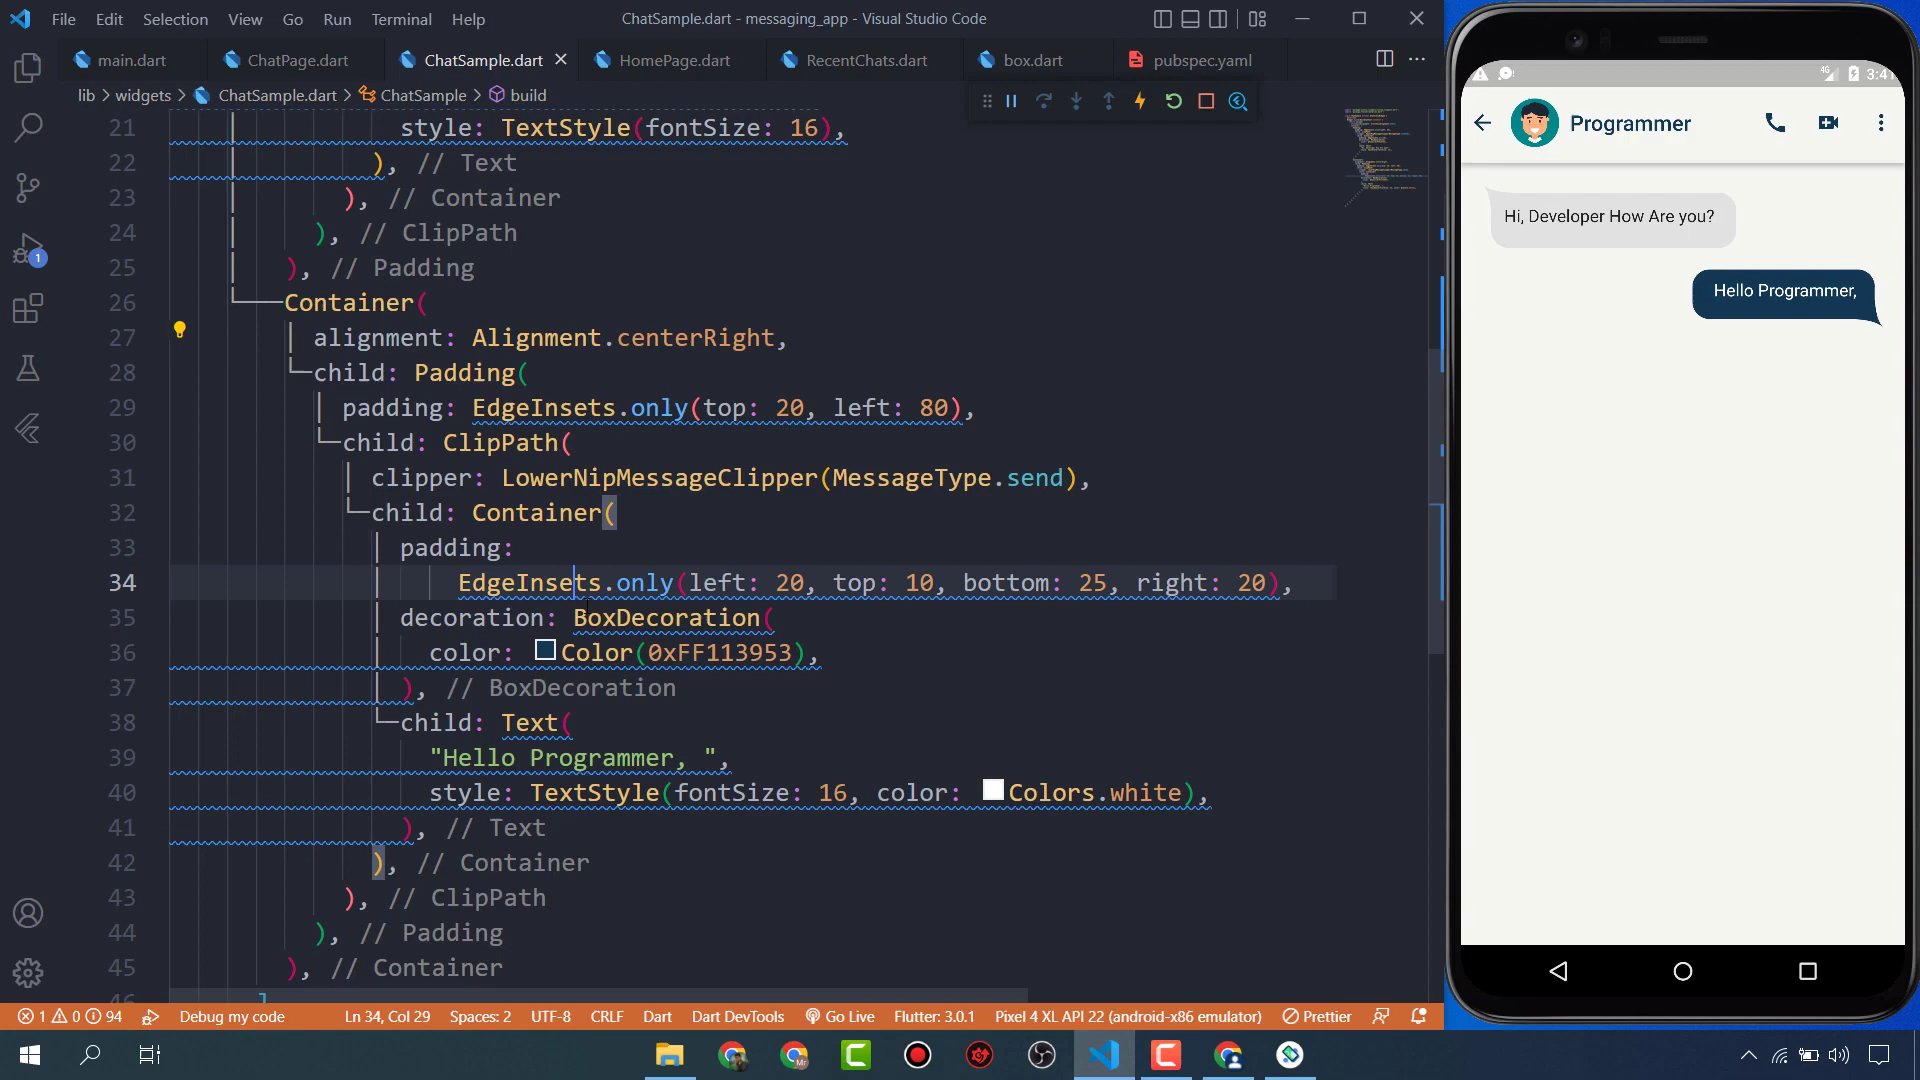 File Edit Selection View Go Run Terminal Help
ChatSample.dart - messaging_app - Visual Studio Code
main.dart ChatPage.dart ChatSample.dart HomePage.dart RecentChats.dart box.dart pubspec.yaml
lib > widgets > ChatSample.dart > ChatSample > build
21 style: TextStyle(fontSize: 16),
22 ), // Text
23 ), // Container
24 ), // ClipPath
25 ), // Padding
26 Container(
27 alignment: Alignment.centerRight,
28 child: Padding(
29 padding: EdgeInsets.only(top: 20, left: 80),
30 child: ClipPath(
31 clipper: LowerNipMessageClipper(MessageType.send),
32 child: Container(
33 padding:
34 EdgeInsets.only(left: 20, top: 10, bottom: 25, right: 20),
35 decoration: BoxDecoration(
36 color: Color(0xFF113953),
37 ), // BoxDecoration
38 child: Text(
39 "Hello Programmer, ",
40 style: TextStyle(fontSize: 16, color: Colors.white),
41 ), // Text
42 ), // Container
43 ), // ClipPath
44 ), // Padding
45 ), // Container
46 ]
1
1 0 94 Debug my code Ln 34, Col 29 Spaces: 2 UTF-8 CRLF Dart Dart DevTools Go Live Flutter: 3.0.1 Pixel 4 XL API 22 (android-x86 emulator) Prettier
4G 3:41
Programmer
Hi, Developer How Are you?
Hello Programmer,